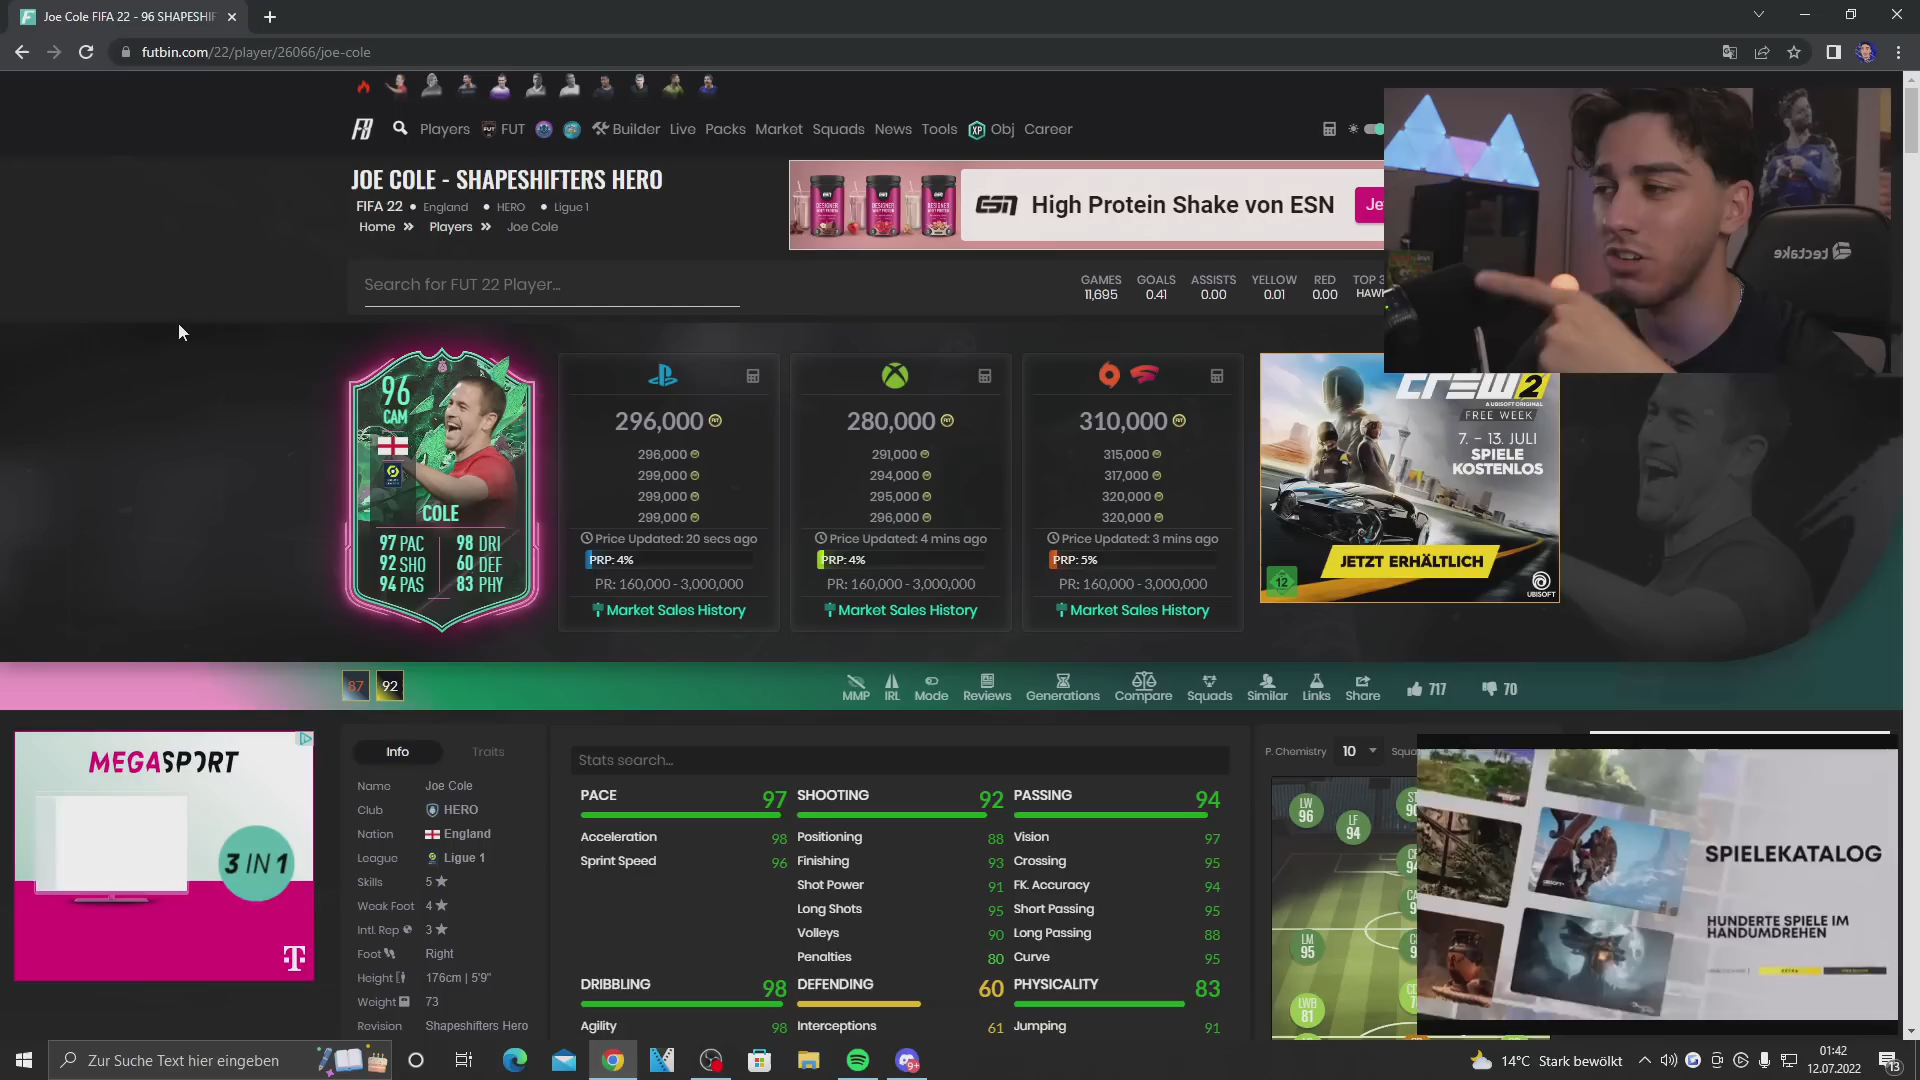 Joe Cole FIFA 22 - 96 SHAPESHIF
futbin.com/22/player/26066/joe-cole
Players FUT Builder Live Packs Market Squads News Tools XP Obj Career
JOE COLE - SHAPESHIFTERS HERO
FIFA 22 • England • HERO • Ligue 1
Home » Players » Joe Cole
ESN High Protein Shake von ESN Je
tectake
Search for FUT 22 Player...
GAMES GOALS ASSISTS YELLOW RED TOP 3
11,695 0.41 0.00 0.01 0.00 HAWK
96
CAM
COLE
97 PAC 98 DRI
92 SHO 60 DEF
94 PAS 83 PHY
296,000
296,000
299,000
299,000
299,000
Price Updated: 20 secs ago
PRP: 4%
PR: 160,000 - 3,000,000
Market Sales History
280,000
291,000
294,000
295,000
296,000
Price Updated: 4 mins ago
PRP: 4%
PR: 160,000 - 3,000,000
Market Sales History
310,000
315,000
317,000
320,000
320,000
Price Updated: 3 mins ago
PRP: 5%
PR: 160,000 - 3,000,000
Market Sales History
CREW 2
A UBISOFT ORIGINAL
FREE WEEK
7. – 13. JULI
SPIELE
KOSTENLOS
JETZT ERHÄLTLICH
12
UBISOFT
87 92
MMP IRL Mode Reviews Generations Compare Squads Similar Links Share 717 70
MEGASPORT
3 IN 1
T
Info Traits
Name Joe Cole
Club HERO
Nation England
League Ligue 1
Skills 5
Weak Foot 4
Intl. Rep 3
Foot Right
Height 176cm | 5'9"
Weight 73
Revision Shapeshifters Hero
Stats search...
PACE 97
Acceleration 98
Sprint Speed 96
SHOOTING 92
Positioning 88
Finishing 93
Shot Power 91
Long Shots 95
Volleys 90
Penalties 80
PASSING 94
Vision 97
Crossing 95
FK. Accuracy 94
Short Passing 95
Long Passing 88
Curve 95
DRIBBLING 98
Agility 98
DEFENDING 60
Interceptions 61
PHYSICALITY 83
Jumping 91
P. Chemistry 10 Squa
LW
96
LF
94
LM
95
LWB
81
SPIELEKATALOG
HUNDERTE SPIELE IM
HANDUMDREHEN
Zur Suche Text hier eingeben
14°C Stark bewölkt
01:42
12.07.2022
13